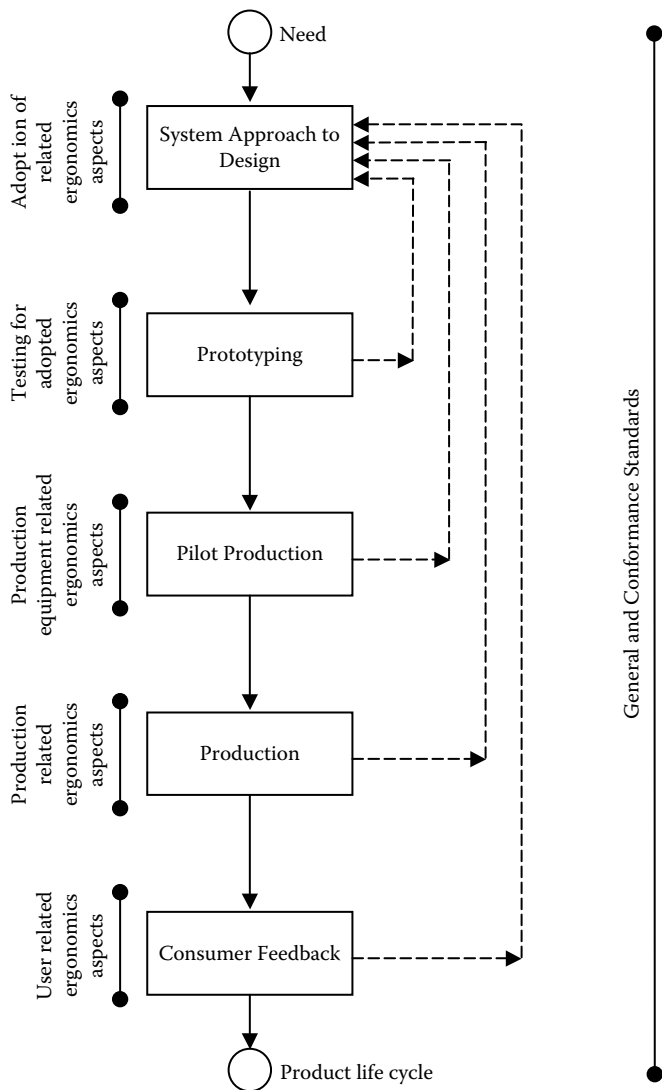 Need
Adoption of
related
ergonomics
aspects
System Approach to
Design
Testing for
adopted
ergonomics
aspects
Prototyping
Production
equipment related
ergonomics
aspects
Pilot Production
Production
related
ergonomics
aspects
Production
User related
ergonomics
aspects
Consumer Feedback
Product life cycle
General and Conformance Standards